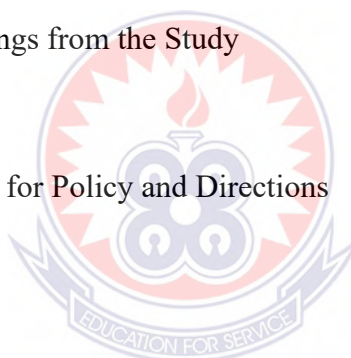 ngs from the Study
for Policy and Directions
EDUCATION FOR SERVICE